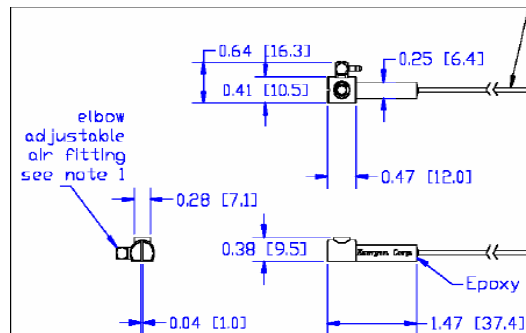 0.64 [16.3]
0.25 [6.4]
0.41 [10.5]
elbow
adjustable
air fitting
see note 1
0.47 [12.0]
0.28 [7.1]
0.38 [9.5]
Epoxy
0.04 [1.0]
1.47 [37.4]